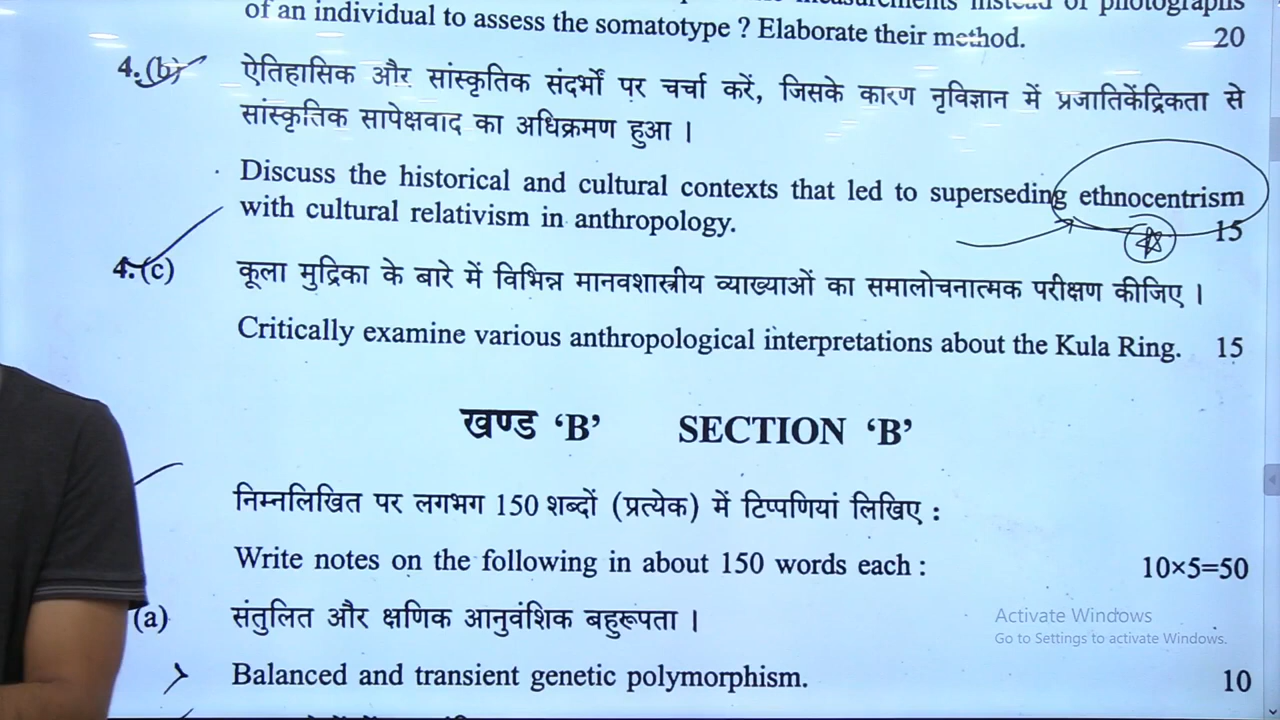 of an individual to assess the somatotype ? Elaborate their method. 20
4.(b) ऐतिहासिक और सांस्कृतिक संदर्भों पर चर्चा करें, जिसके कारण नृविज्ञान में प्रजातिकेंद्रिकता से
सांस्कृतिक सापेक्षवाद का अधिक्रमण हुआ ।
Discuss the historical and cultural contexts that led to superseding ethnocentrism
with cultural relativism in anthropology. 15
4.(c) कूला मुद्रिका के बारे में विभिन्न मानवशास्त्रीय व्याख्याओं का समालोचनात्मक परीक्षण कीजिए ।
Critically examine various anthropological interpretations about the Kula Ring. 15
खण्ड ‘B’ SECTION ‘B’
निम्नलिखित पर लगभग 150 शब्दों (प्रत्येक) में टिप्पणियां लिखिए :
Write notes on the following in about 150 words each : 10×5=50
(a) संतुलित और क्षणिक आनुवंशिक बहुरूपता ।
Balanced and transient genetic polymorphism. 10
Activate Windows
Go to Settings to activate Windows.